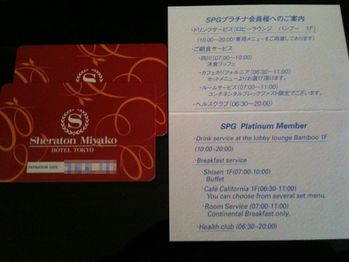 S
Sheraton Miyako
HOTEL TOKYO
EXPIRATION DATE
SPGプラチナ会員様へのご案内
・ドリンクサービス（ロビーラウンジ バンブー 1F）
（10:00～20:00）専用メニューをご用意しております。
・ご朝食サービス
・四川（07:00～10:00）
洋食ブッフェ
・カフェカリフォルニア（06:30～11:00）
セットメニューよりお選び頂けます。
・ルームサービス（07:00～11:00）
コンチネンタルブレックファスト限定でございます。
・ヘルスクラブ（06:30～20:00）
SPG Platinum Member
・Drink service at the lobby lounge Bamboo 1F
(10:00~20:00)
・Breakfast service
・Shisen 1F(07:00-10:00)
Buffet
・Café California 1F(06:30~11:00)
You can choose from several set menu.
・Room Service (07:00-11:00)
Continental Breakfast only.
・Health club (06:30~20:00)